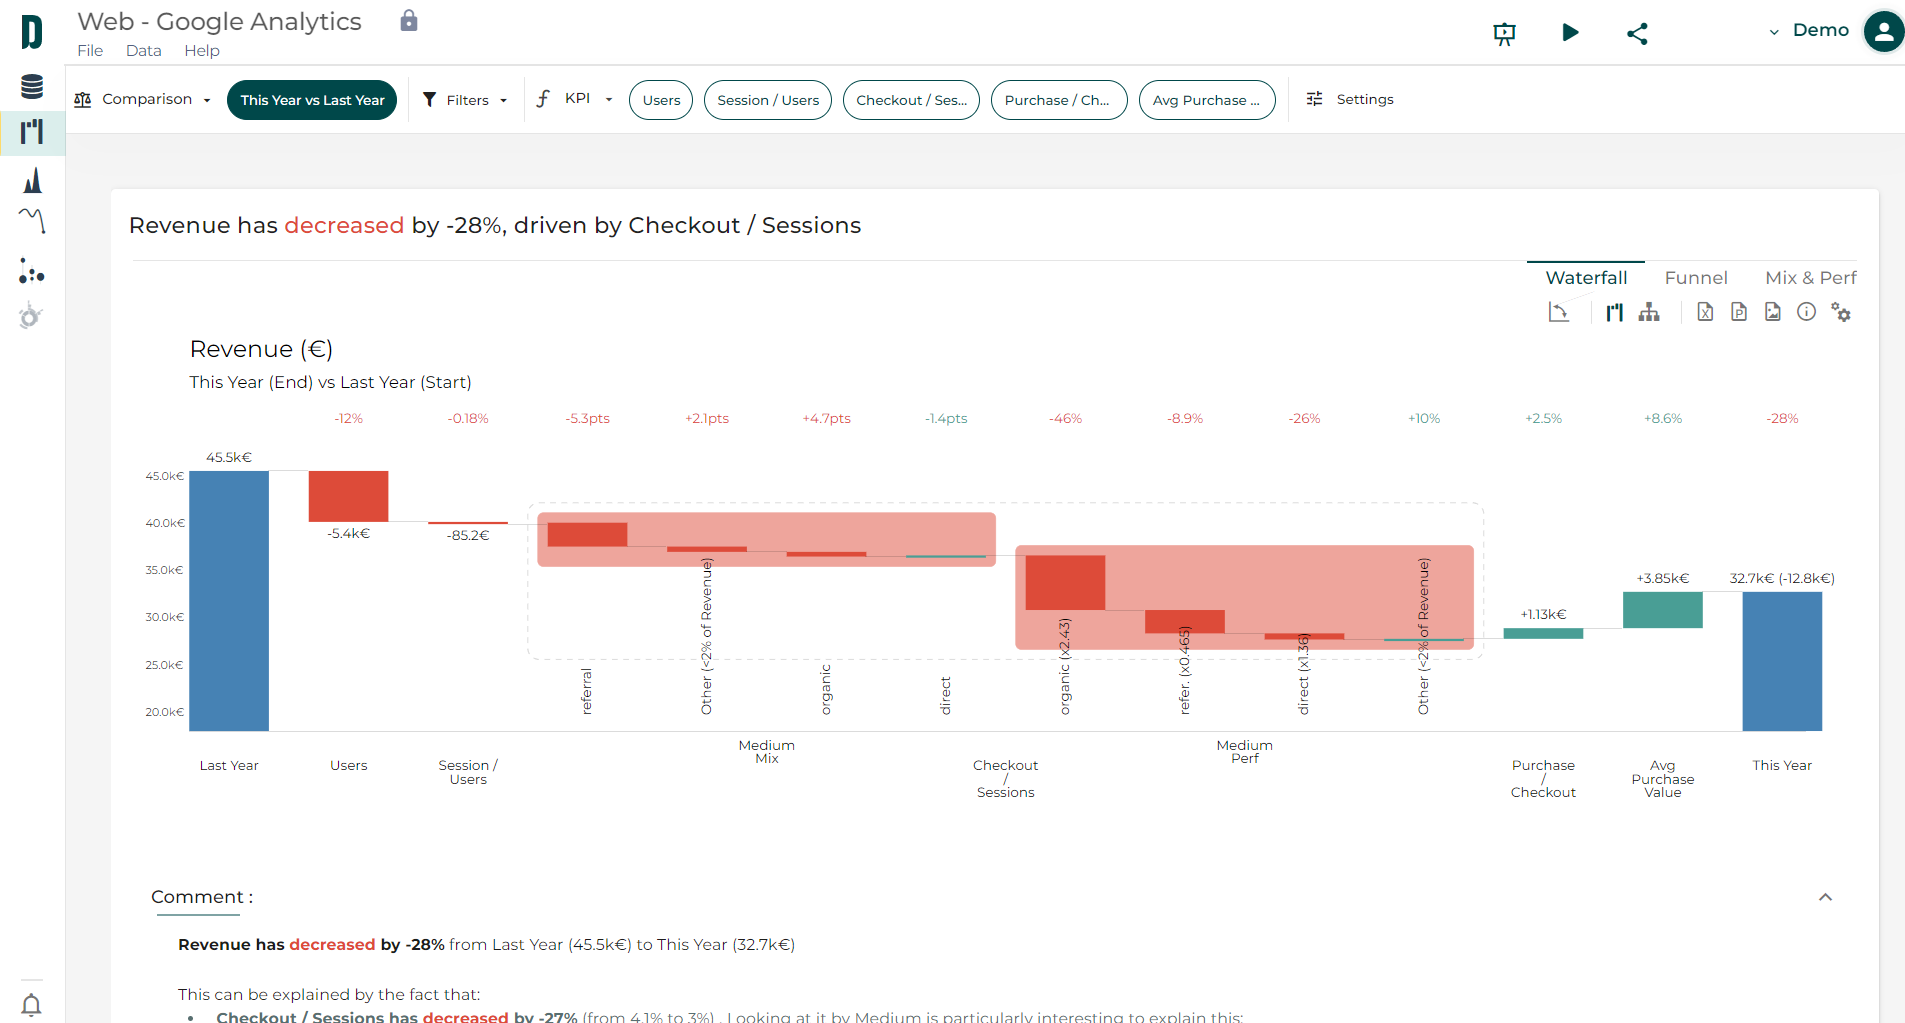 Web - Google Analytics
File Data Help
Demo
Comparison
This Year vs Last Year
Filters
KPI
Users
Session / Users
Checkout / Ses...
Purchase / Ch...
Avg Purchase ...
Settings
Revenue has decreased by -28%, driven by Checkout / Sessions
Waterfall Funnel Mix & Perf
Revenue (€)
This Year (End) vs Last Year (Start)
-12% -0.18% -5.3pts +2.1pts +4.7pts -1.4pts -46% -8.9% -26% +10% +2.5% +8.6% -28%
45.5k€
45.0k€
40.0k€
35.0k€
30.0k€
25.0k€
20.0k€
-5.4k€
-85.2€
+1.13k€
+3.85k€
32.7k€ (-12.8k€)
referral
Other (<2% of Revenue)
organic
direct
organic (x2.43)
refer. (x0.465)
direct (x1.36)
Other (<2% of Revenue)
Medium
Mix
Medium
Perf
Last Year
Users
Session /
Users
Checkout
/
Sessions
Purchase
/
Checkout
Avg
Purchase
Value
This Year
Comment :
Revenue has decreased by -28% from Last Year (45.5k€) to This Year (32.7k€)
This can be explained by the fact that:
• Checkout / Sessions has decreased by -27% (from 4.1% to 3%) . Looking at it by Medium is particularly interesting to explain this: